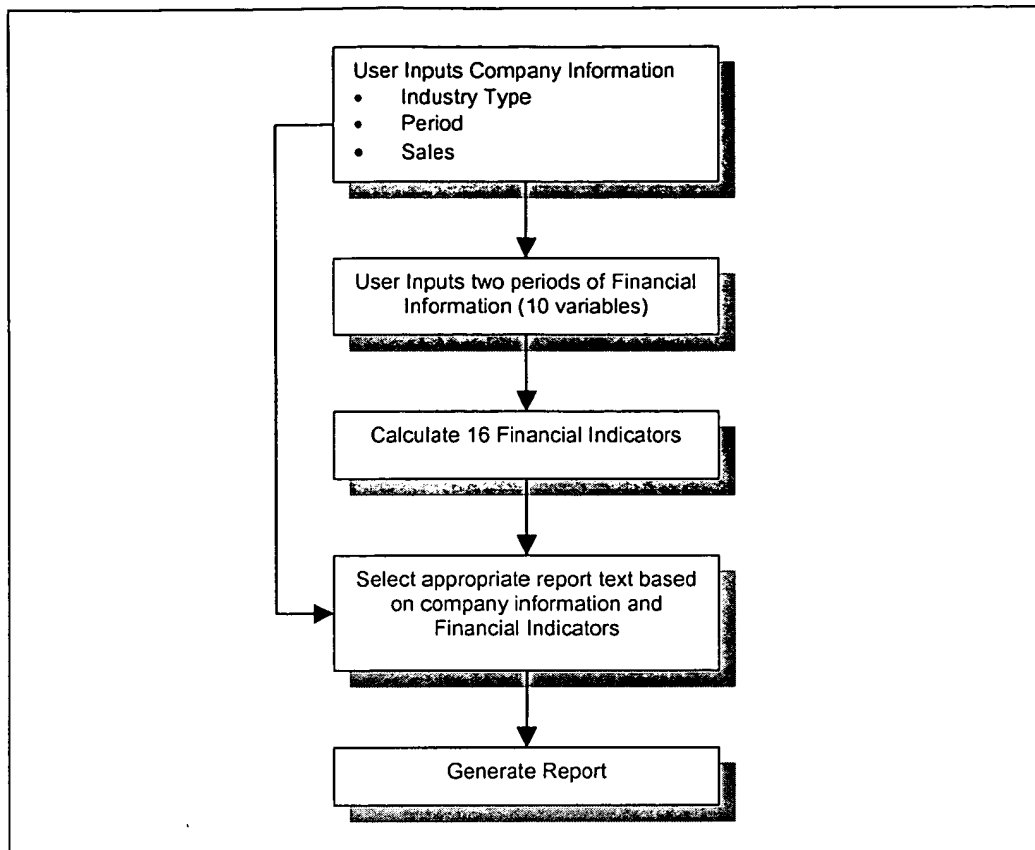 User Inputs Company Information
• Industry Type
• Period
• Sales
User Inputs two periods of Financial
Information (10 variables)
Calculate 16 Financial Indicators
Select appropriate report text based
on company information and
Financial Indicators
Generate Report